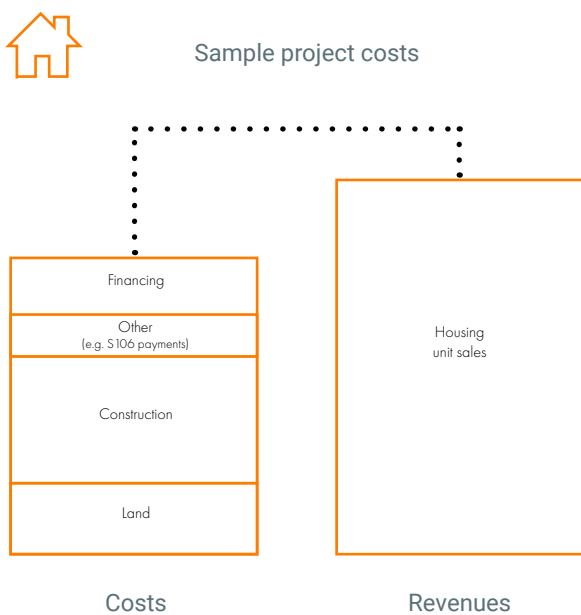 Sample project costs
Financing
Other
(e.g. S106 payments)
Construction
Land
Housing
unit sales
Costs
Revenues